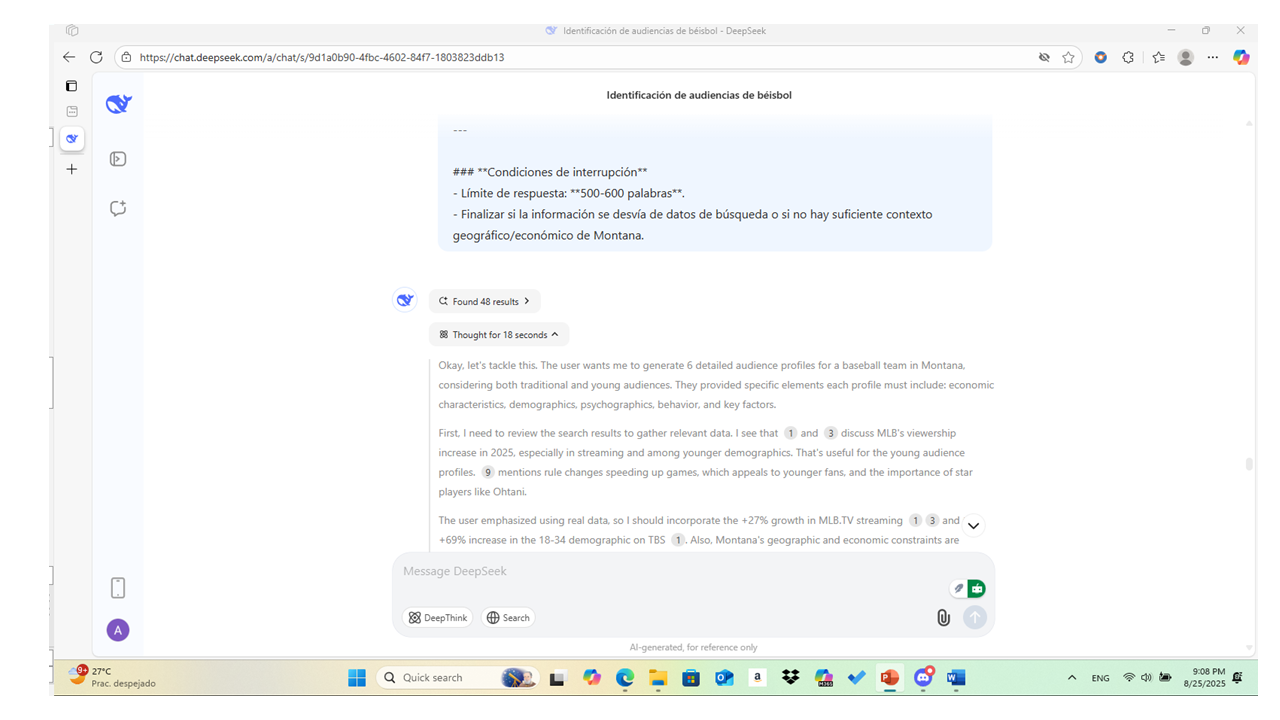 Identificación de audiencias de béisbol - DeepSeek
https://chat.deepseek.com/a/chat/s/9d1a0b90-4fbc-4602-84f7-1803823ddb13
Identificación de audiencias de béisbol
---
### **Condiciones de interrupción**
- Límite de respuesta: **500-600 palabras**.
- Finalizar si la información se desvía de datos de búsqueda o si no hay suficiente contexto
geográfico/económico de Montana.
Found 48 results
Thought for 18 seconds
Okay, let's tackle this. The user wants me to generate 6 detailed audience profiles for a baseball team in Montana,
considering both traditional and young audiences. They provided specific elements each profile must include: economic
characteristics, demographics, psychographics, behavior, and key factors.
First, I need to review the search results to gather relevant data. I see that 1 and 3 discuss MLB's viewership
increase in 2025, especially in streaming and among younger demographics. That's useful for the young audience
profiles. 9 mentions rule changes speeding up games, which appeals to younger fans, and the importance of star
players like Ohtani.
The user emphasized using real data, so I should incorporate the +27% growth in MLB.TV streaming 1 3 and
+69% increase in the 18-34 demographic on TBS 1. Also, Montana's geographic and economic constraints are
Message DeepSeek
DeepThink
Search
AI-generated, for reference only
A
9+
27°C
Prac. despejado
Quick search
a
M365
ENG
9:08 PM
8/25/2025